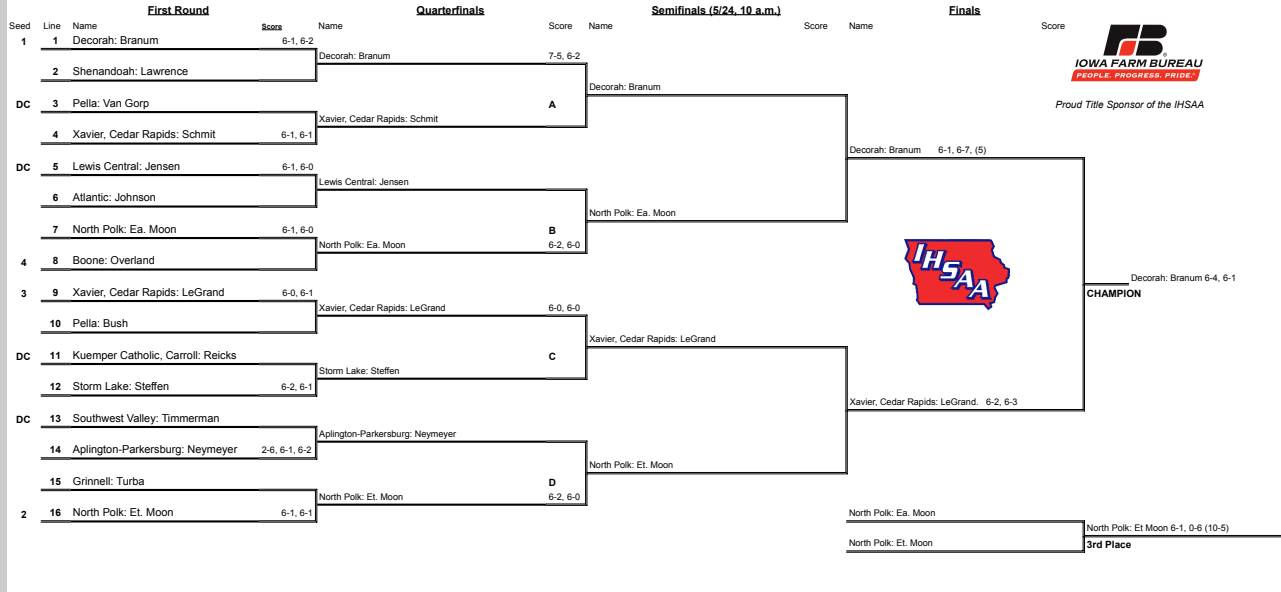 First Round Quarterfinals Semifinals (5/24, 10 a.m.) Finals
Seed Line Name Score Name Score Name Score Name Score
1 1 Decorah: Branum 6-1, 6-2
Decorah: Branum 7-5, 6-2
2 Shenandoah: Lawrence
Decorah: Branum
DC 3 Pella: Van Gorp A
Xavier, Cedar Rapids: Schmit
4 Xavier, Cedar Rapids: Schmit 6-1, 6-1
Decorah: Branum 6-1, 6-7, (5)
DC 5 Lewis Central: Jensen 6-1, 6-0
Lewis Central: Jensen
6 Atlantic: Johnson
North Polk: Ea. Moon
7 North Polk: Ea. Moon 6-1, 6-0 B
North Polk: Ea. Moon 6-2, 6-0
4 8 Boone: Overland
Decorah: Branum 6-4, 6-1
CHAMPION
3 9 Xavier, Cedar Rapids: LeGrand 6-0, 6-1
Xavier, Cedar Rapids: LeGrand 6-0, 6-0
10 Pella: Bush
Xavier, Cedar Rapids: LeGrand
DC 11 Kuemper Catholic, Carroll: Reicks C
Storm Lake: Steffen
12 Storm Lake: Steffen 6-2, 6-1
Xavier, Cedar Rapids: LeGrand. 6-2, 6-3
DC 13 Southwest Valley: Timmerman
Aplington-Parkersburg: Neymeyer
14 Aplington-Parkersburg: Neymeyer 2-6, 6-1, 6-2
North Polk: Et. Moon
15 Grinnell: Turba D
North Polk: Et. Moon 6-2, 6-0
2 16 North Polk: Et. Moon 6-1, 6-1
North Polk: Ea. Moon
North Polk: Et Moon 6-1, 0-6 (10-5)
North Polk: Et. Moon
3rd Place
FB
IOWA FARM BUREAU
PEOPLE. PROGRESS. PRIDE.®
Proud Title Sponsor of the IHSAA
IHSAA